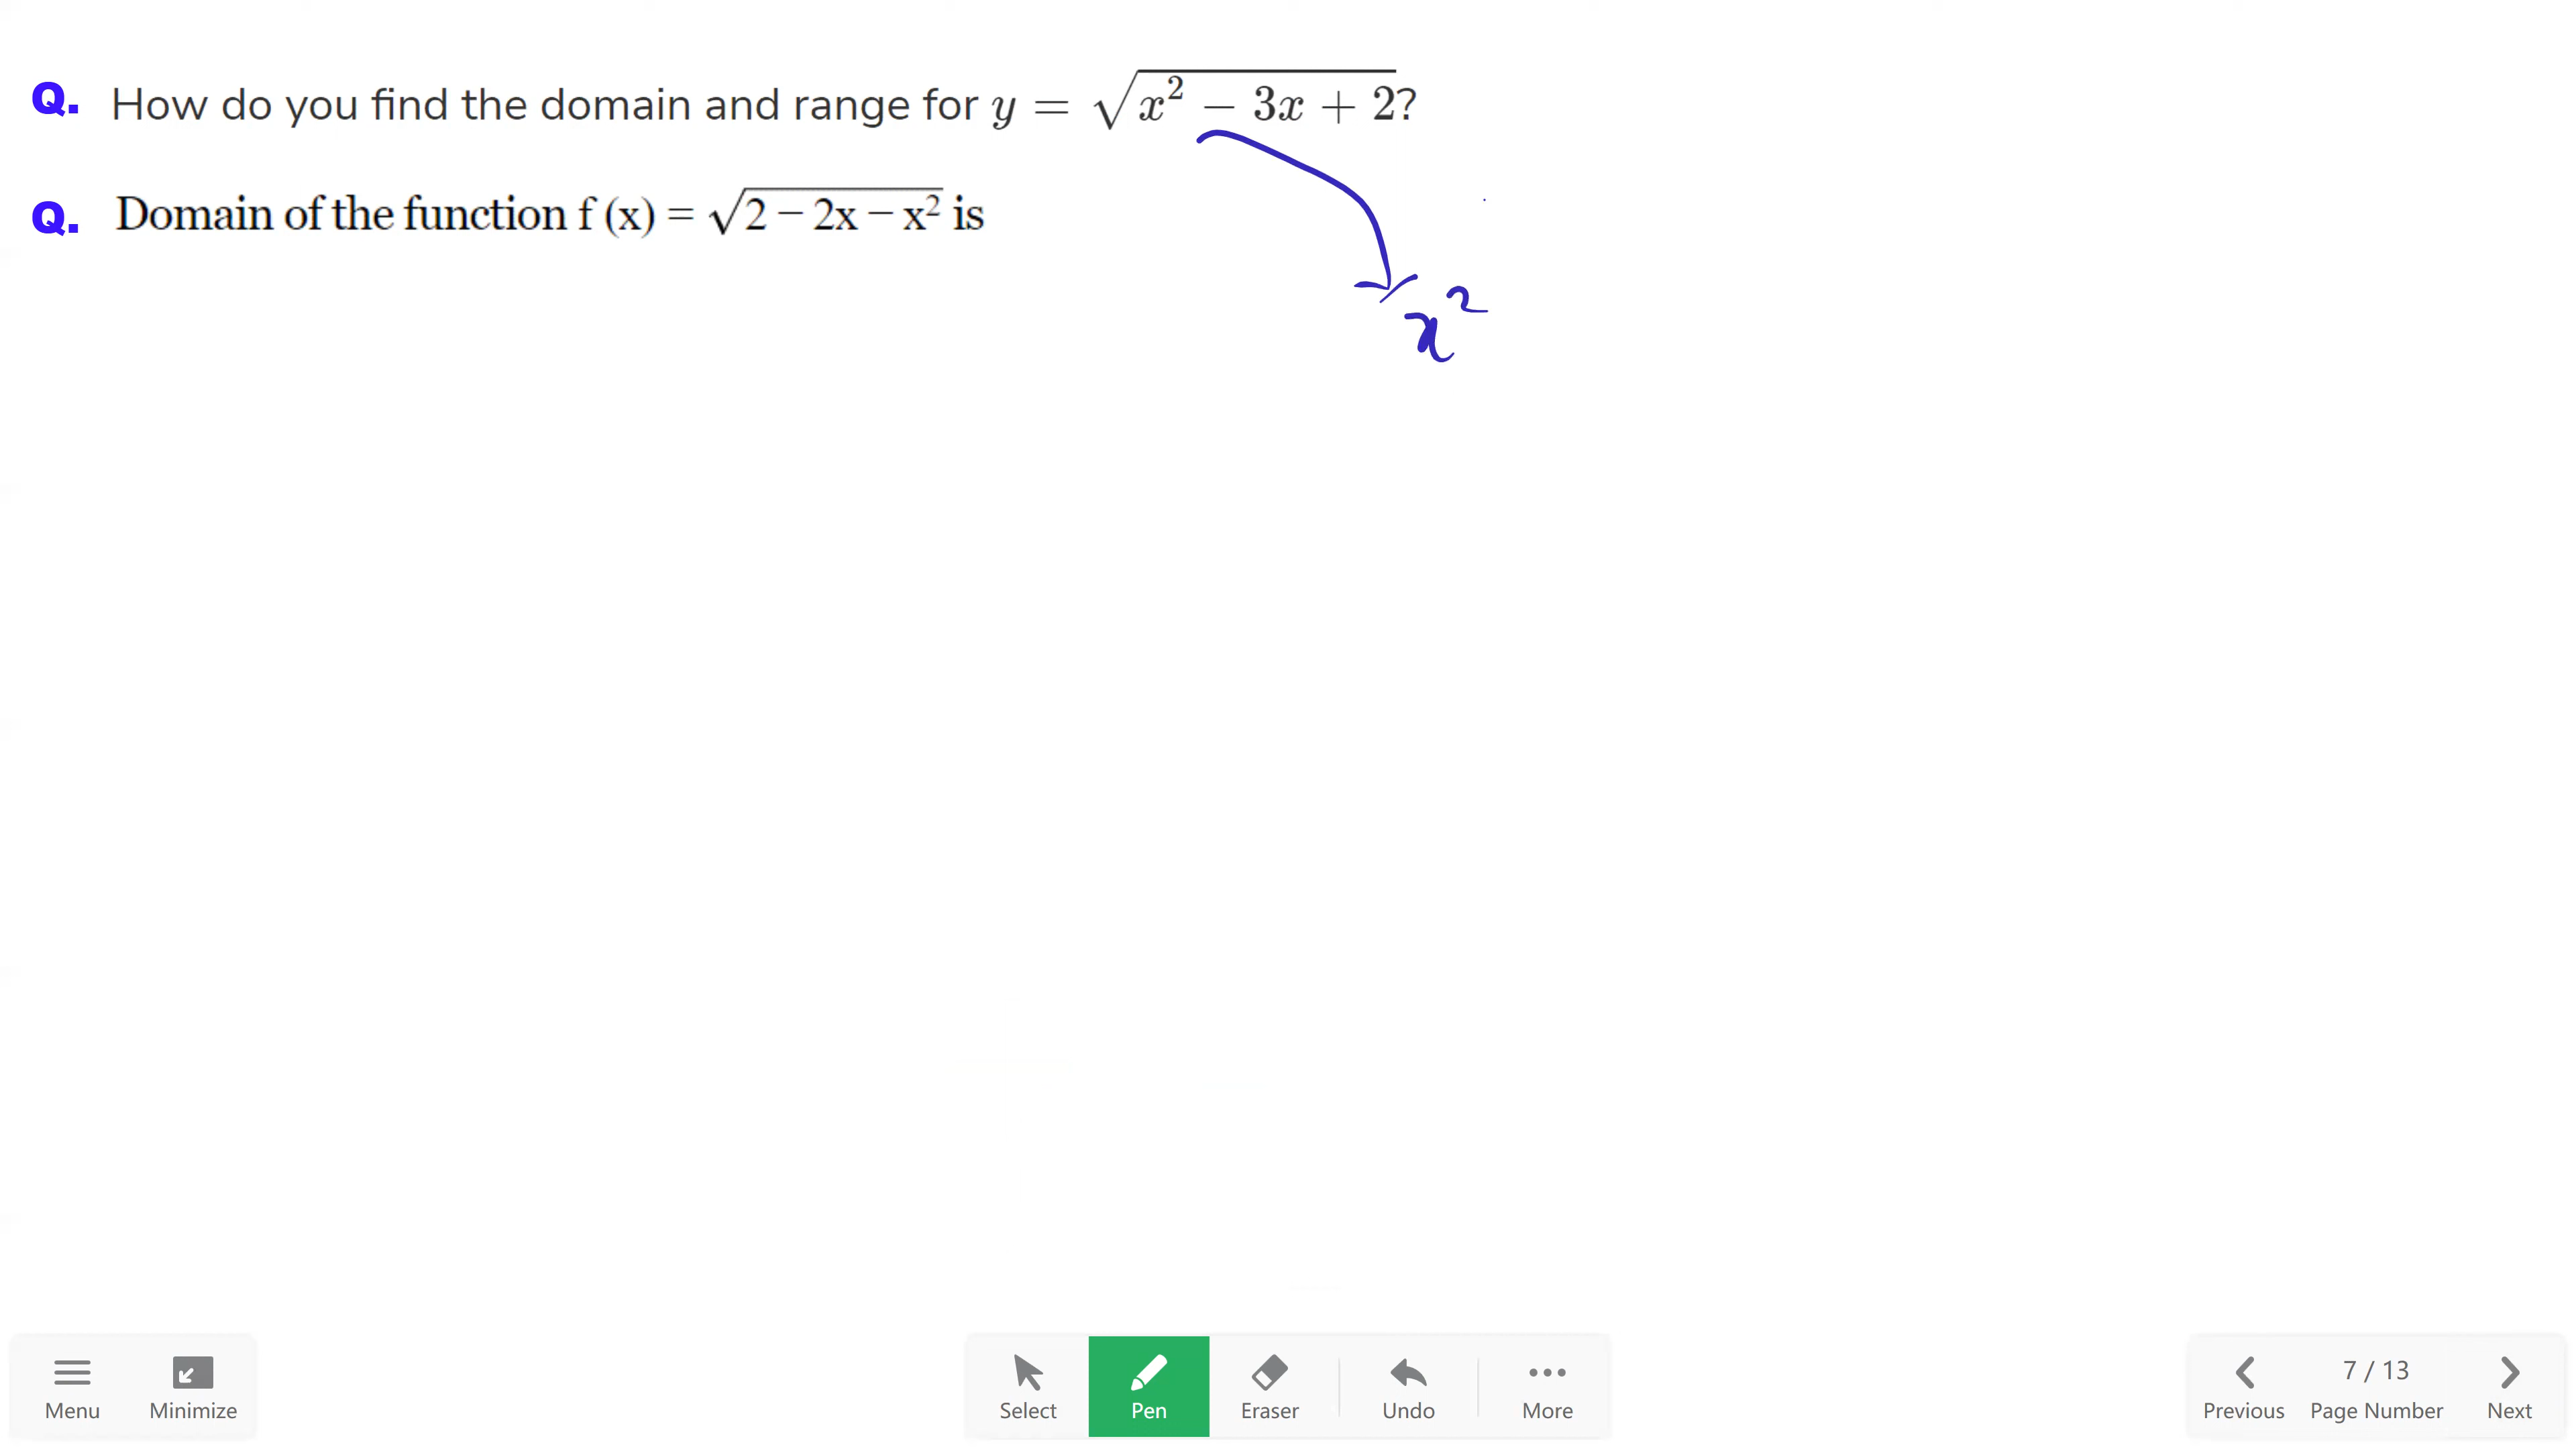 Q. How do you find the domain and range for y = √(x² − 3x + 2)?
Q. Domain of the function f (x) = √(2 − 2x − x²) is
x²
Menu Minimize Select Pen Eraser Undo More Previous 7 / 13 Page Number Next